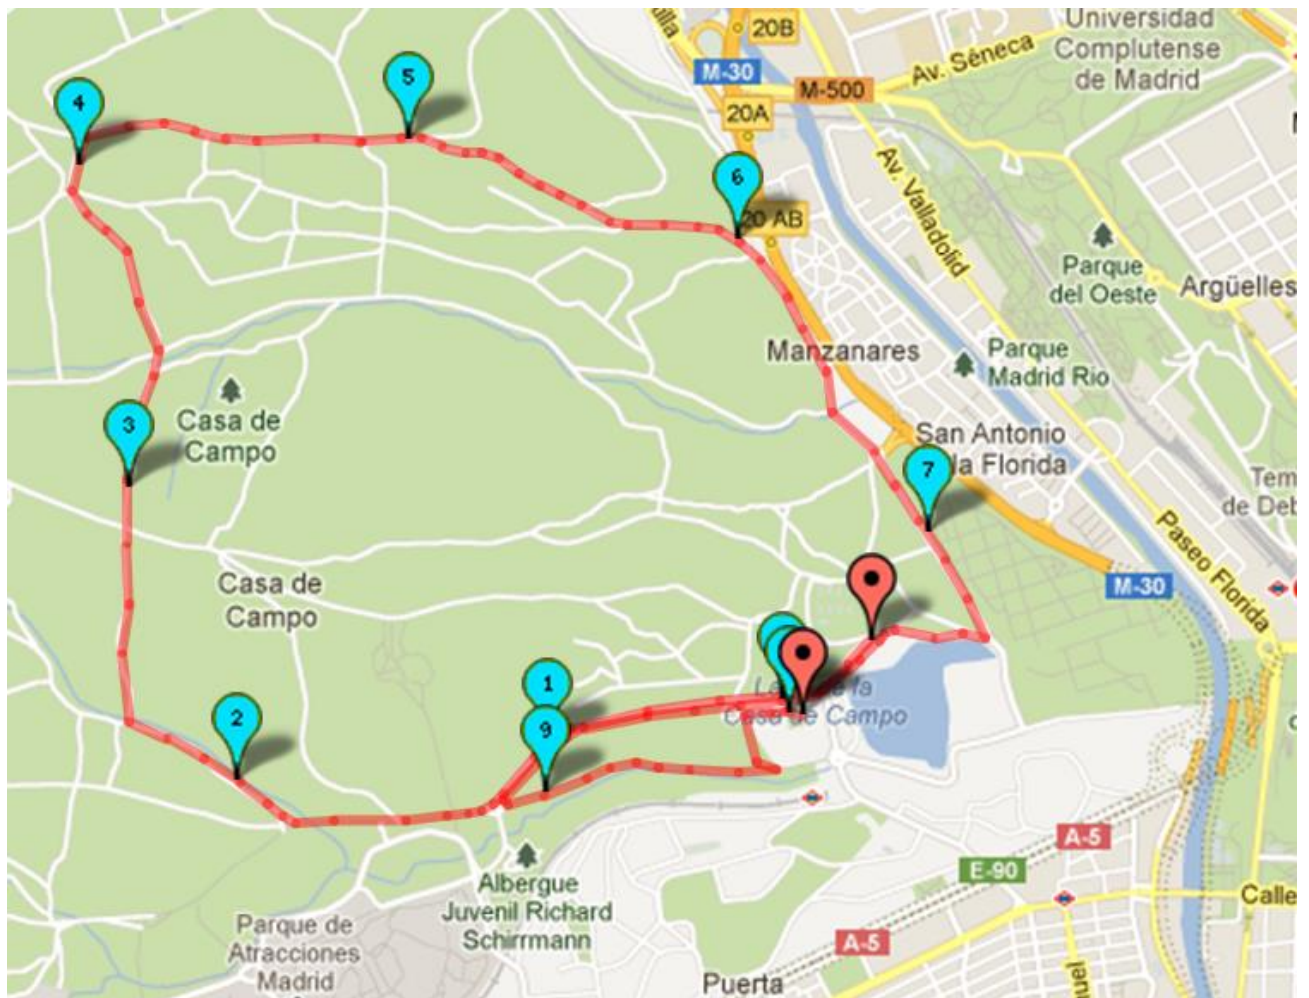 20B
Universidad
Complutense
de Madrid
Av. Séneca
M-30
M-500
5
4
20A
Av. Valladolid
6
20 AB
Parque
del Oeste
Argüelles
Manzanares
Parque
Madrid Rio
3
Casa de
Campo
San Antonio
la Florida
7
Paseo Florida
Casa de
Campo
M-30
1
2
9
de la
Casa de Campo
A-5
E-90
Albergue
Juvenil Richard
Schirrmann
Calle
Parque de
Atracciones
Madrid
A-5
Puerta